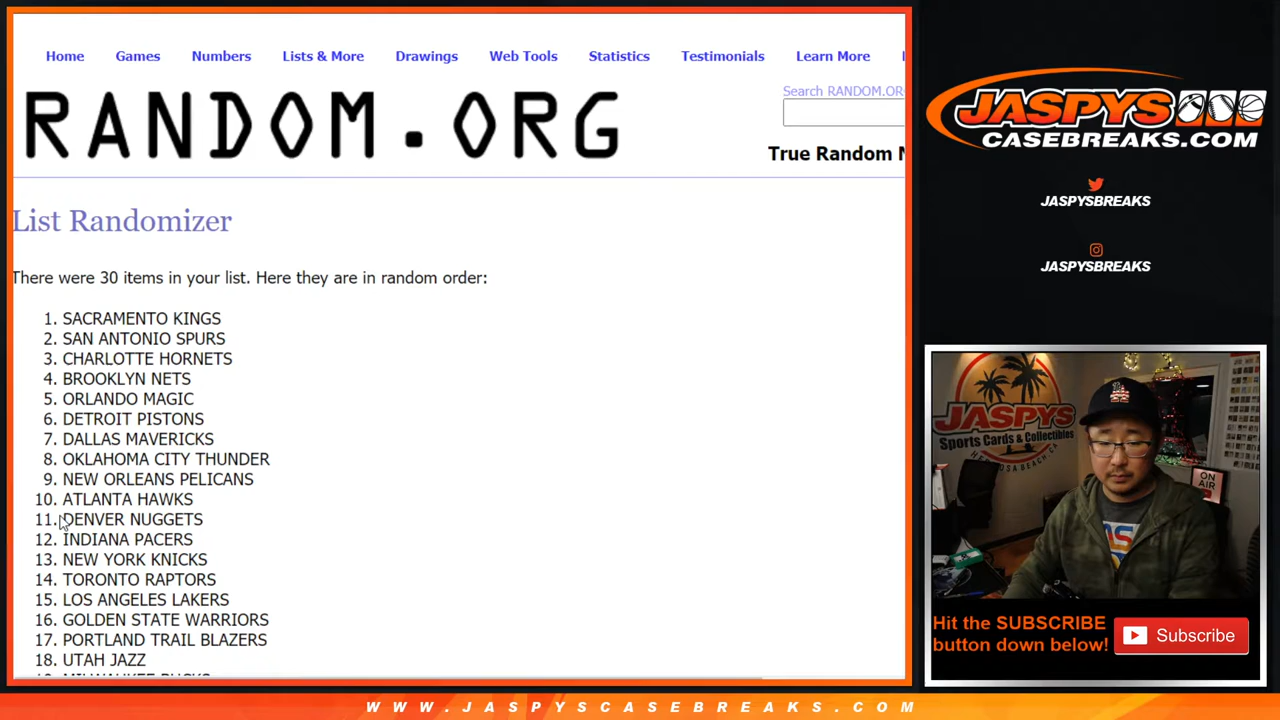 Home Games Numbers Lists & More Drawings Web Tools Statistics Testimonials Learn More
RANDOM.ORG
Search RANDOM.OR
True Random
List Randomizer
There were 30 items in your list. Here they are in random order:
1. SACRAMENTO KINGS
2. SAN ANTONIO SPURS
3. CHARLOTTE HORNETS
4. BROOKLYN NETS
5. ORLANDO MAGIC
6. DETROIT PISTONS
7. DALLAS MAVERICKS
8. OKLAHOMA CITY THUNDER
9. NEW ORLEANS PELICANS
10. ATLANTA HAWKS
11. DENVER NUGGETS
12. INDIANA PACERS
13. NEW YORK KNICKS
14. TORONTO RAPTORS
15. LOS ANGELES LAKERS
16. GOLDEN STATE WARRIORS
17. PORTLAND TRAIL BLAZERS
18. UTAH JAZZ
JASPYS
CASEBREAKS.COM
JASPYSBREAKS
JASPYSBREAKS
JASPYS
Sports Cards & Collectibles
HERMOSA BEACH, CA
ON AIR
LA
Hit the SUBSCRIBE
button down below!
Subscribe
WWW.JASPYSCASEBREAKS.COM